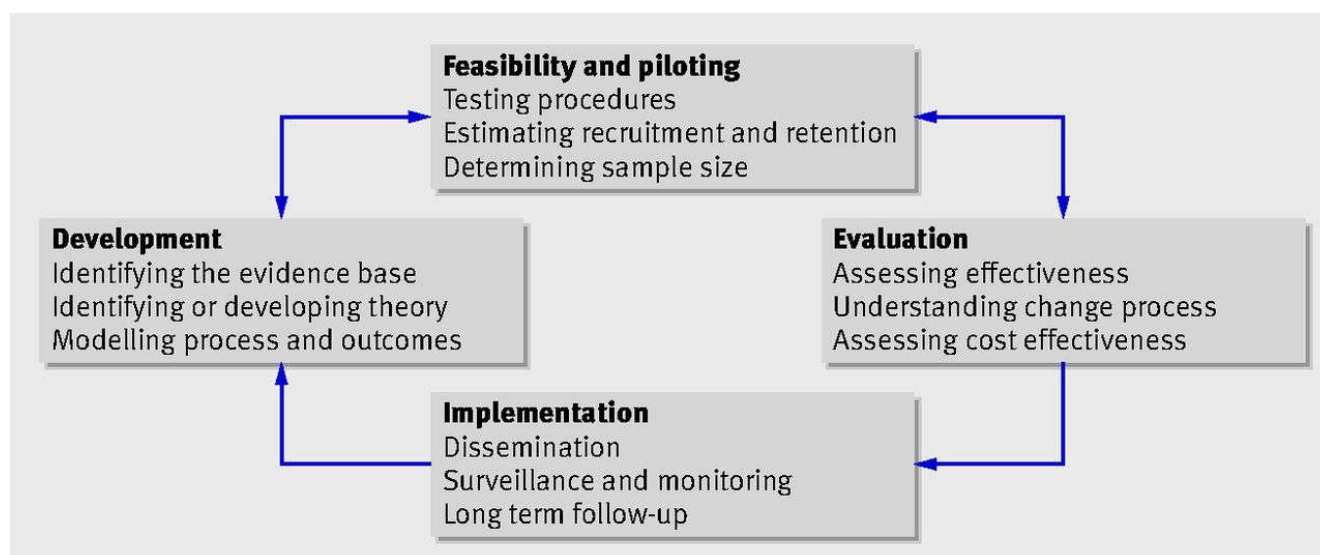 Feasibility and piloting
Testing procedures
Estimating recruitment and retention
Determining sample size
Development
Identifying the evidence base
Identifying or developing theory
Modelling process and outcomes
Evaluation
Assessing effectiveness
Understanding change process
Assessing cost effectiveness
Implementation
Dissemination
Surveillance and monitoring
Long term follow-up